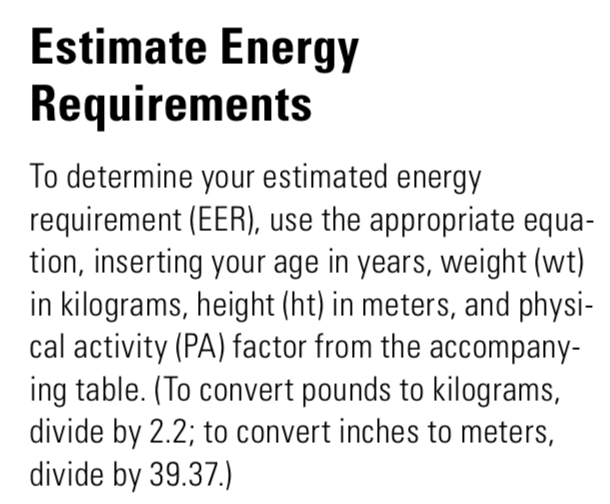 Estimate Energy
Requirements
To determine your estimated energy
requirement (EER), use the appropriate equa-
tion, inserting your age in years, weight (wt)
in kilograms, height (ht) in meters, and physi-
cal activity (PA) factor from the accompany-
ing table. (To convert pounds to kilograms,
divide by 2.2; to convert inches to meters,
divide by 39.37.)